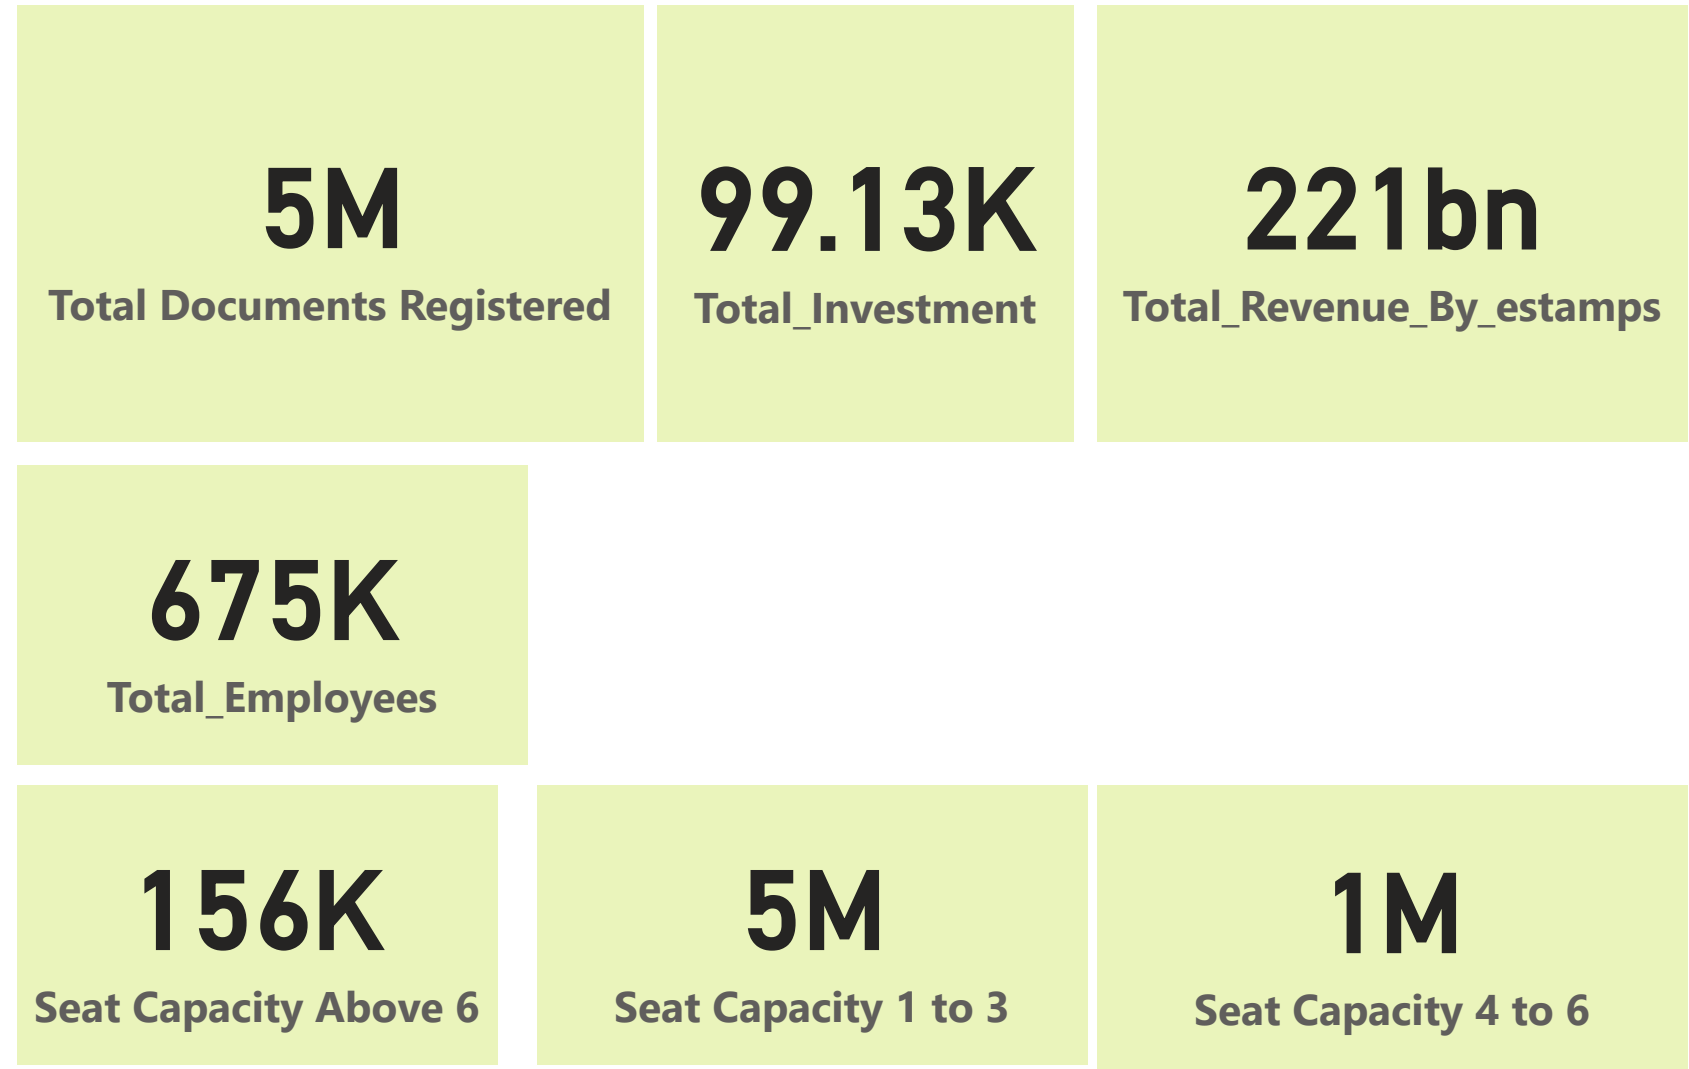 5M
Total Documents Registered
99.13K
Total_Investment
221bn
Total_Revenue_By_estamps
675K
Total_Employees
156K
Seat Capacity Above 6
5M
Seat Capacity 1 to 3
1M
Seat Capacity 4 to 6